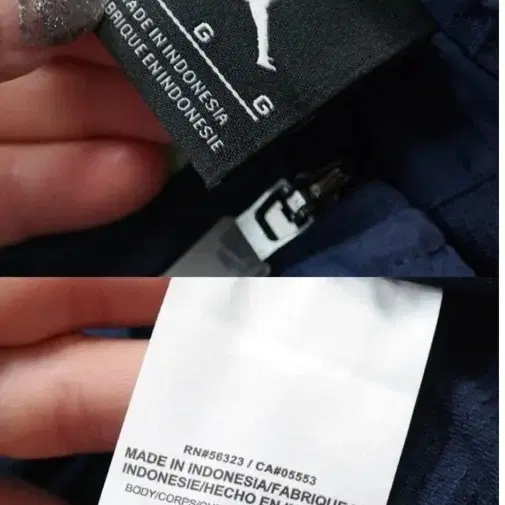 G
G
MADE IN INDONESIA
FABRIQUE EN INDONESIE
RN#56323 / CA#05553
MADE IN INDONESIA/FABRIQUE
INDONESIE/HECHO EN
BODY/CORPS/